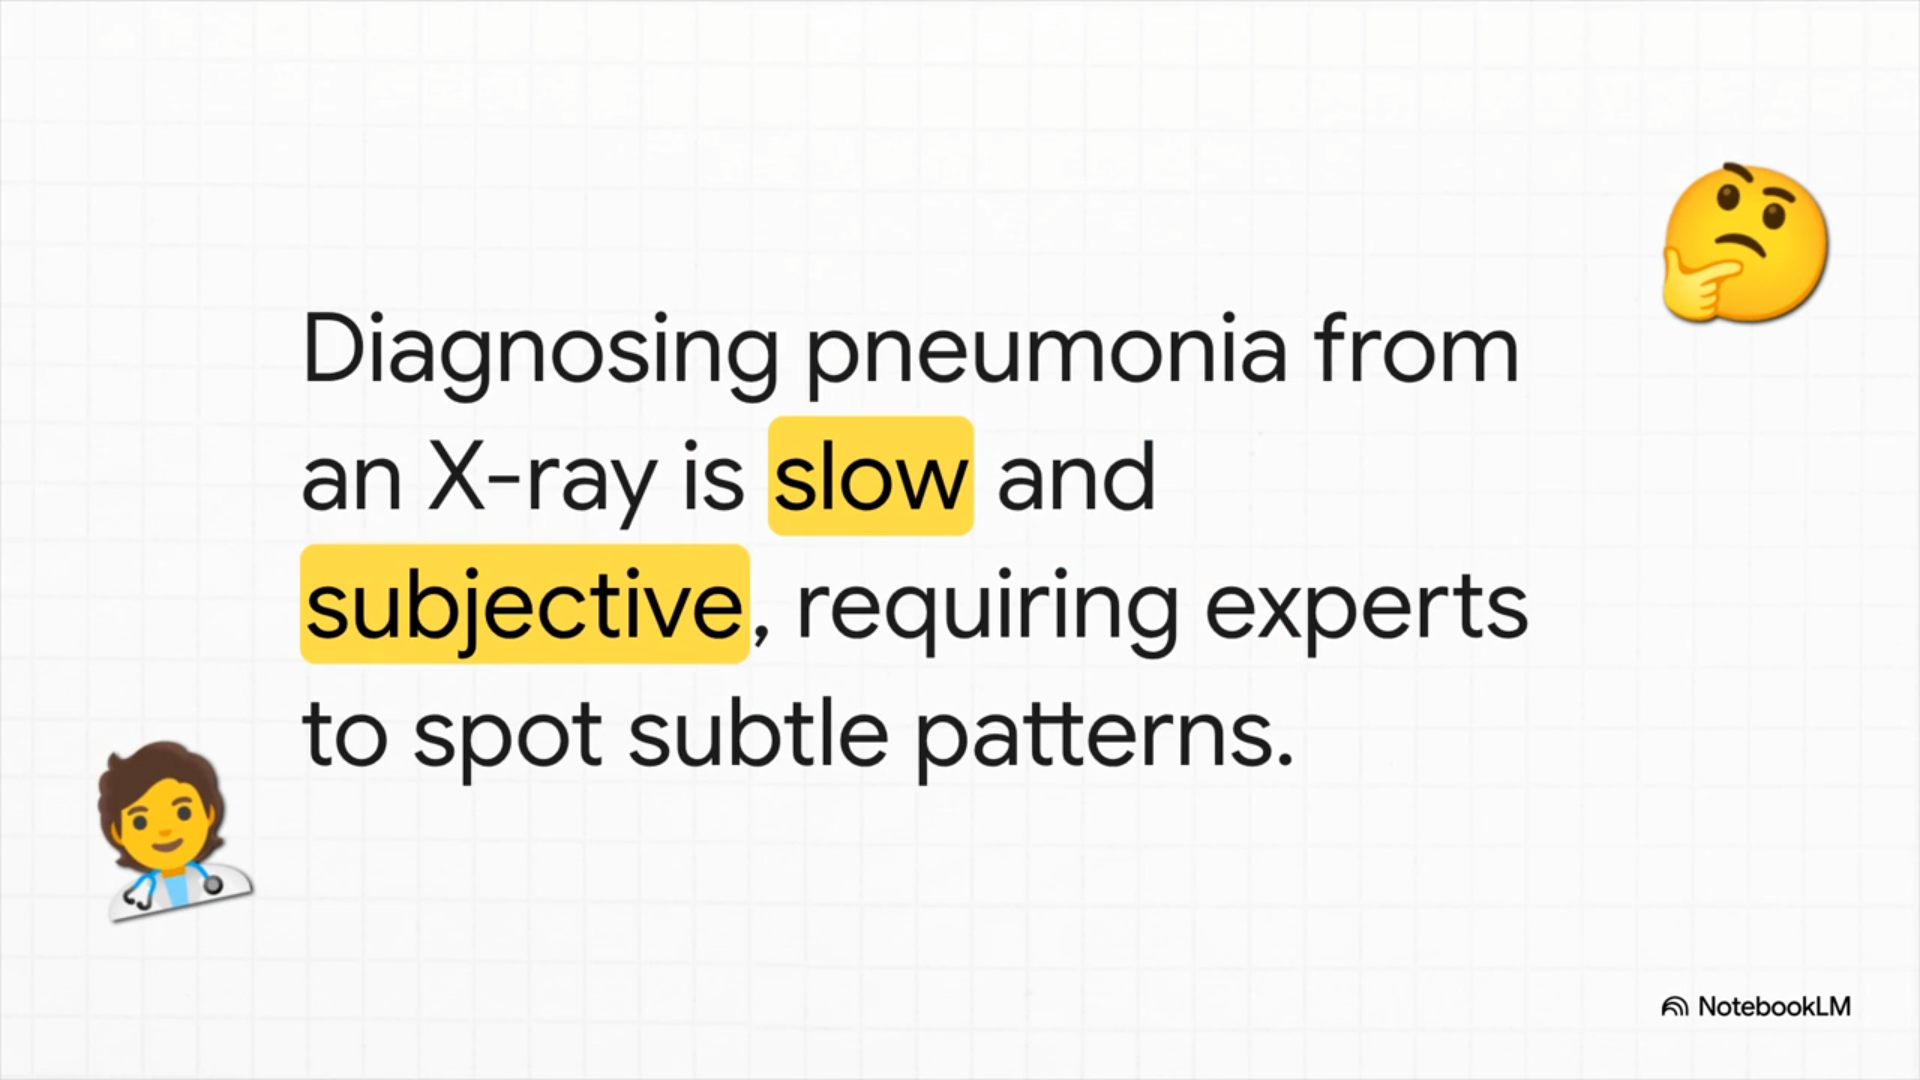 Diagnosing pneumonia from
an X-ray is slow and
subjective, requiring experts
to spot subtle patterns.
NotebookLM